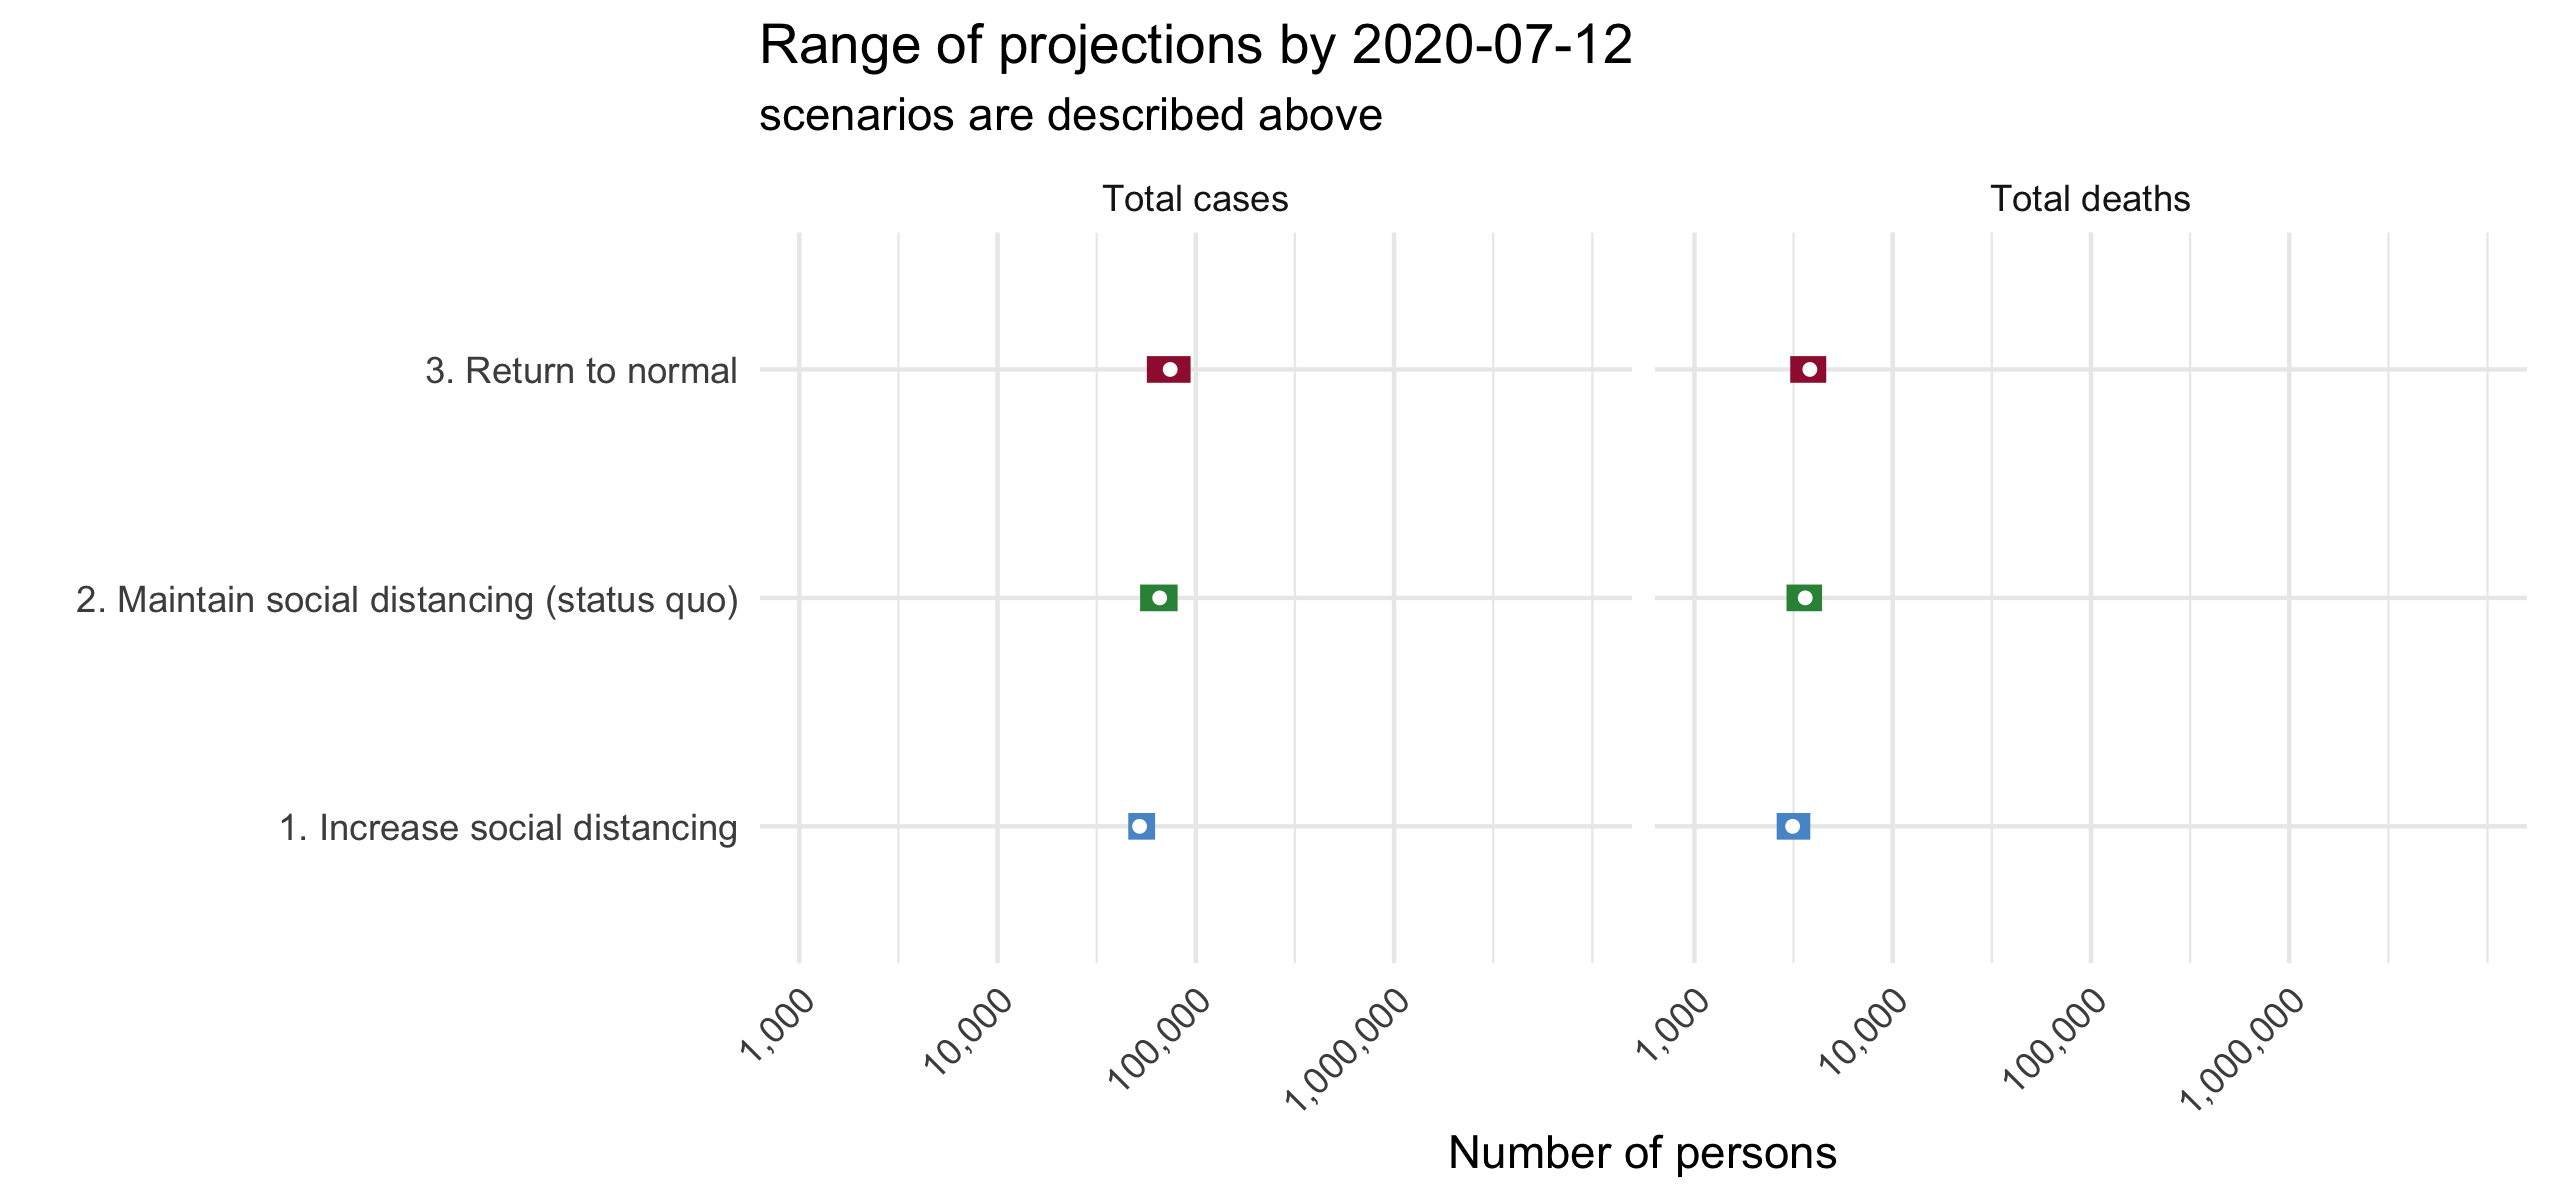 Range of projections by 2020-07-12
scenarios are described above
Total cases
Total deaths
3. Return to normal
2. Maintain social distancing (status quo)
1. Increase social distancing
1,000
10,000
100,000
1,000,000
1,000
10,000
100,000
1,000,000
Number of persons